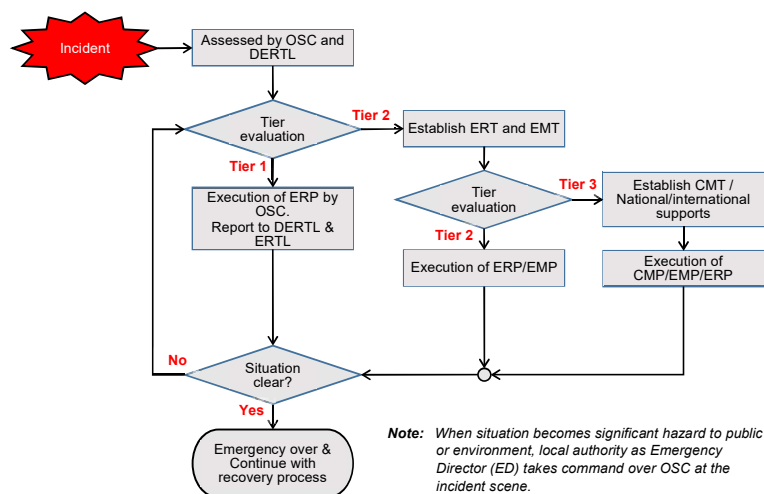 Incident
Assessed by OSC and
DERTL
Tier
evaluation
Tier 2
Establish ERT and EMT
Tier 1
Execution of ERP by
OSC.
Report to DERTL &
ERTL
Tier
evaluation
Tier 3
Establish CMT /
National/international
supports
Tier 2
Execution of ERP/EMP
Execution of
CMP/EMP/ERP
No
Situation
clear?
Yes
Emergency over &
Continue with
recovery process
Note: When situation becomes significant hazard to public
or environment, local authority as Emergency
Director (ED) takes command over OSC at the
incident scene.